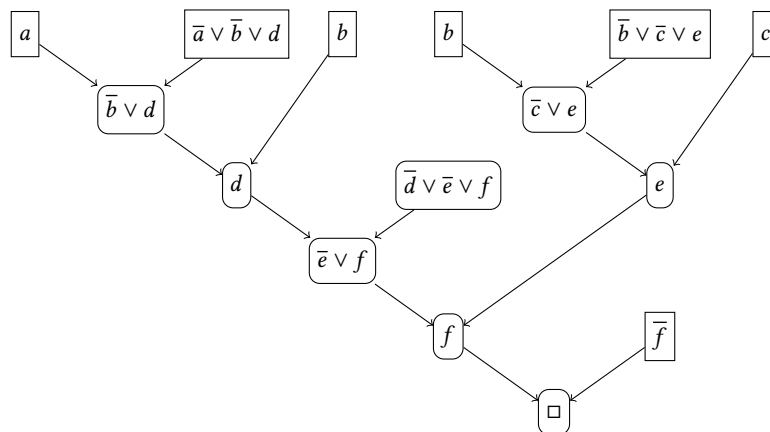 a   a̅ ∨ b̅ ∨ d   b   b   b̅ ∨ c̅ ∨ e   c
b̅ ∨ d   c̅ ∨ e
d   d̅ ∨ e̅ ∨ f   e
e̅ ∨ f
f   f̅
□